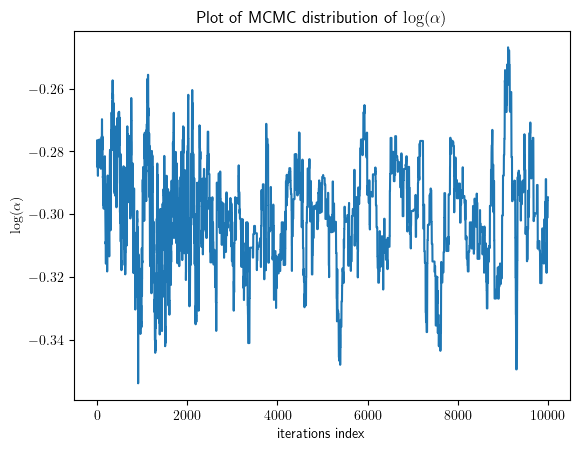 Plot of MCMC distribution of log(α)
log(α)
−0.26
−0.28
−0.30
−0.32
−0.34
0 2000 4000 6000 8000 10000
iterations index